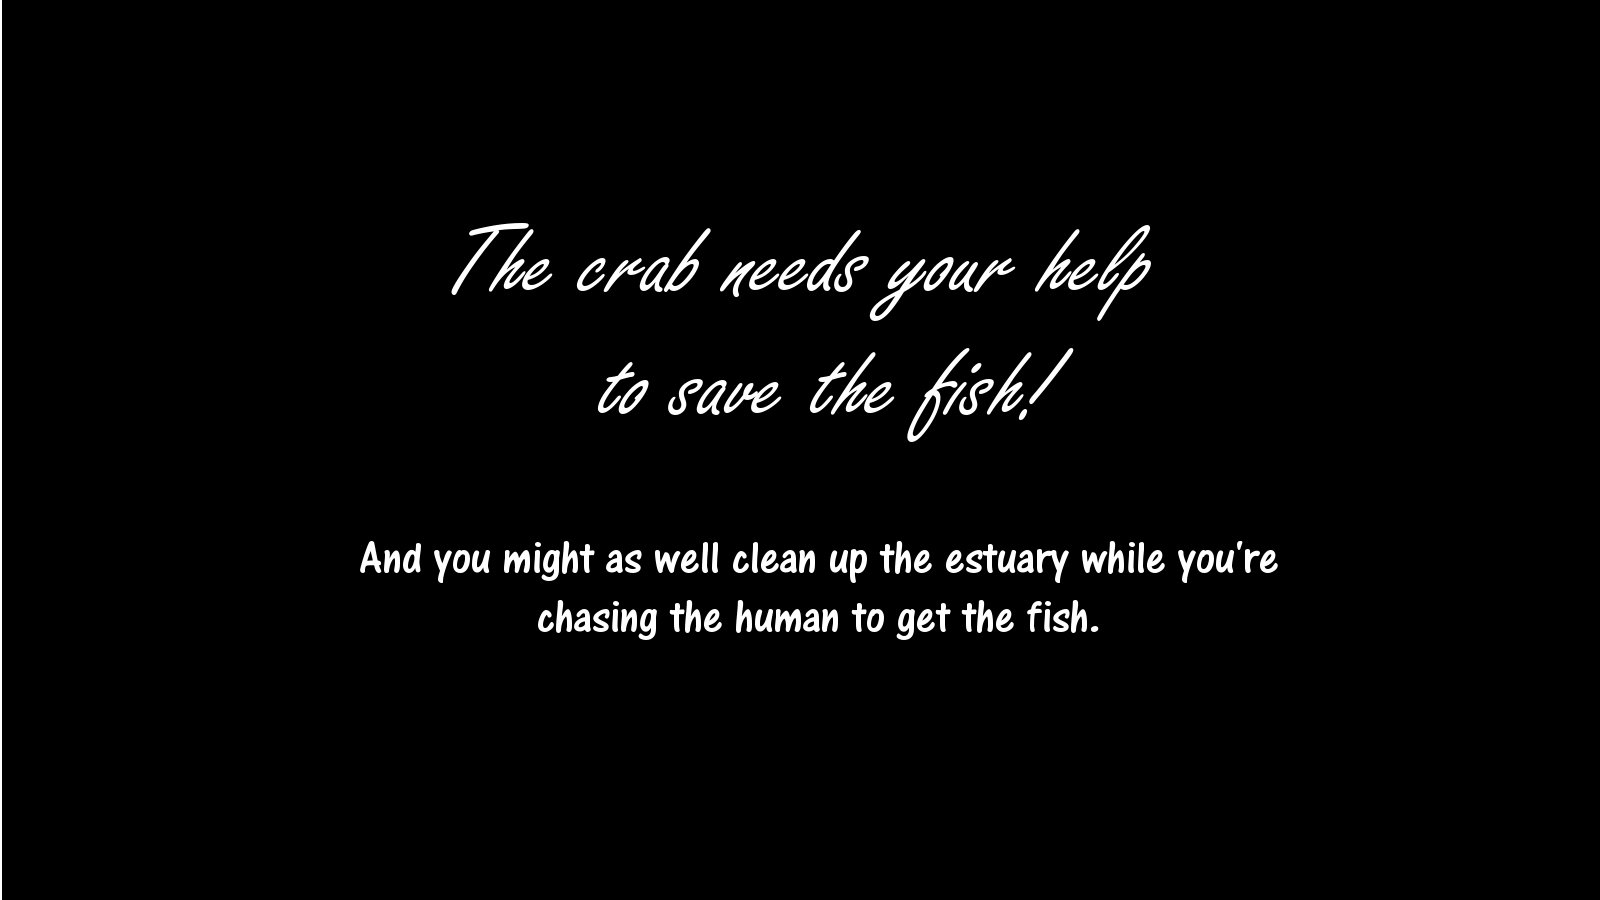 The crab needs your help
to save the fish!
And you might as well clean up the estuary while you're
chasing the human to get the fish.